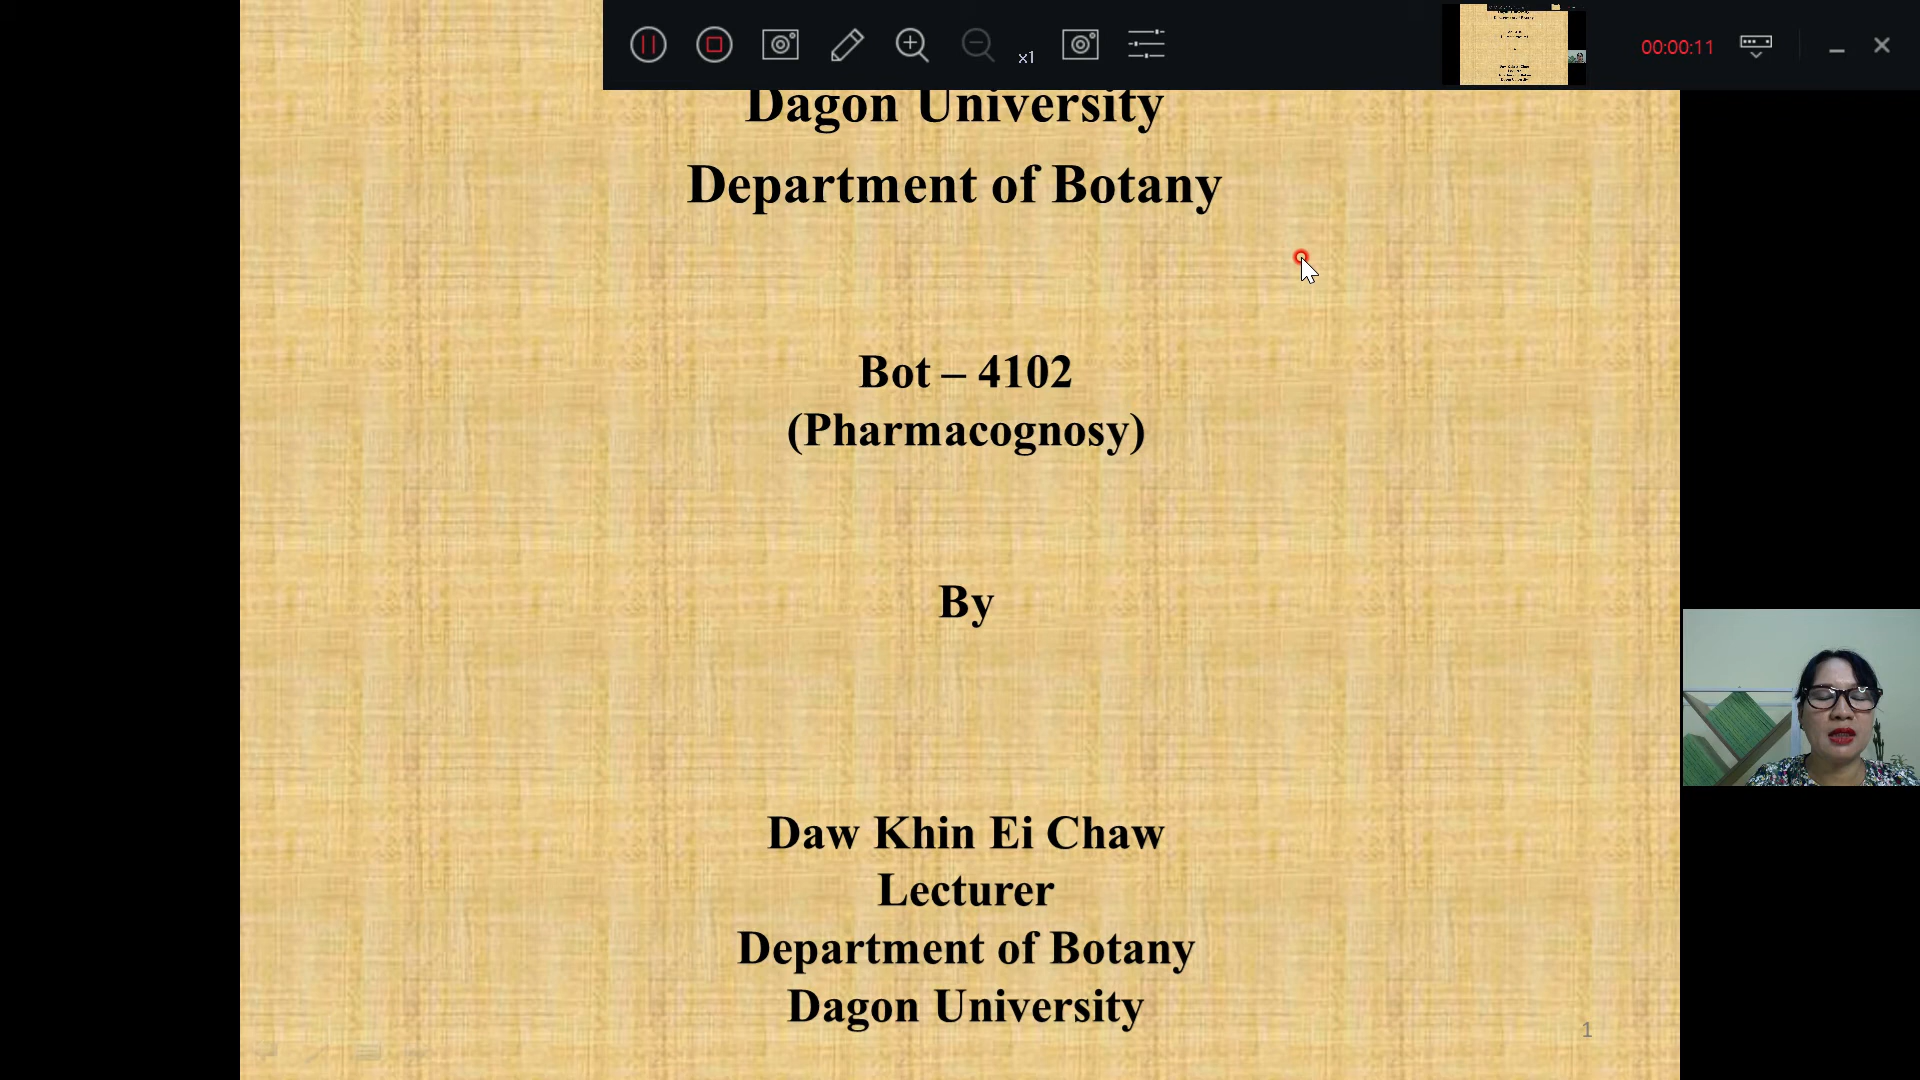 x1
00:00:11
Dagon University
Department of Botany
Bot – 4102
(Pharmacognosy)
By
Daw Khin Ei Chaw
Lecturer
Department of Botany
Dagon University
1